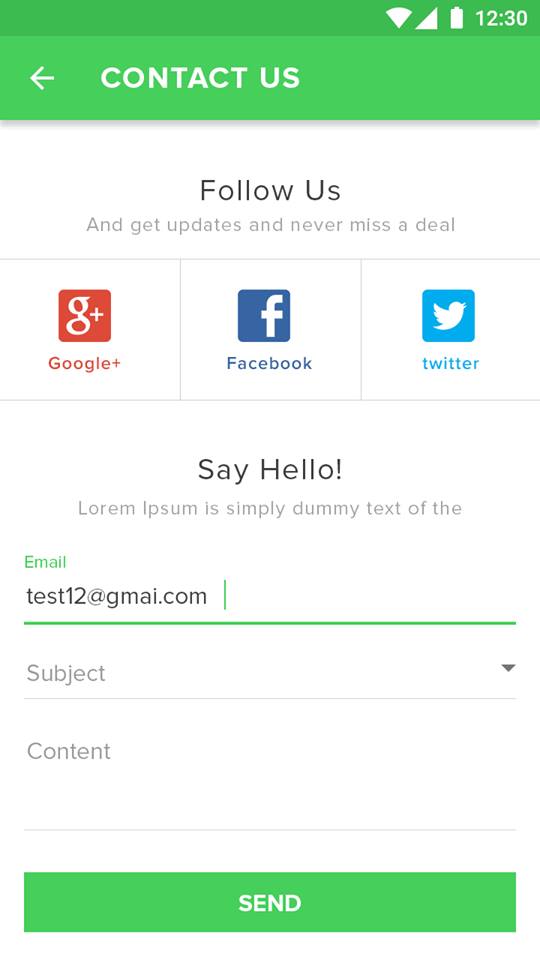 12:30
CONTACT US
Follow Us
And get updates and never miss a deal
g+ f
Google+ Facebook twitter
Say Hello!
Lorem Ipsum is simply dummy text of the
Email
test12@gmai.com
Subject
Content
SEND